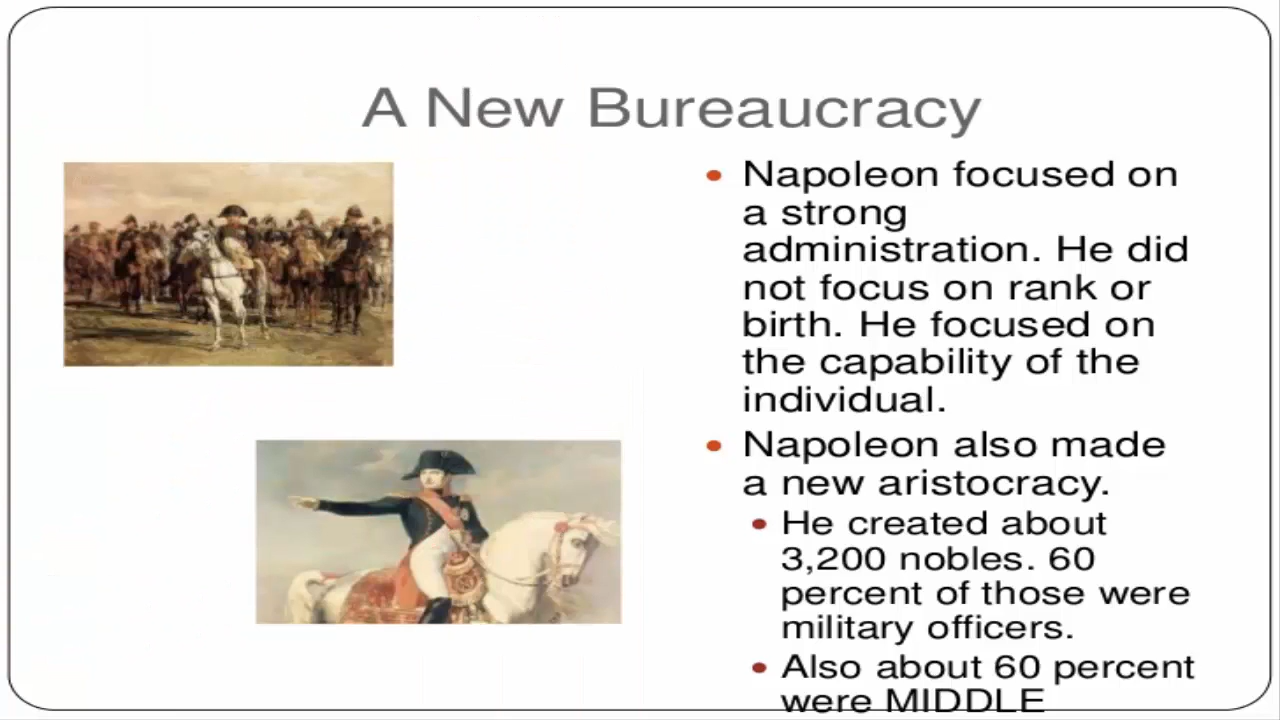 A New Bureaucracy
• Napoleon focused on
a strong
administration. He did
not focus on rank or
birth. He focused on
the capability of the
individual.
• Napoleon also made
a new aristocracy.
• He created about
3,200 nobles. 60
percent of those were
military officers.
• Also about 60 percent
were MIDDLE